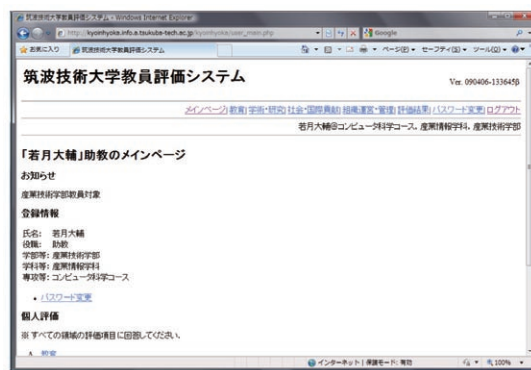 筑波技術大学教員評価システム - Windows Internet Explorer
http://kyoinhyoka.info.a.tsukuba-tech.ac.jp/kyoinhyoka/user_main.php
Google
お気に入り 筑波技術大学教員評価システム
ページ(P) セーフティ(S) ツール(O)
筑波技術大学教員評価システム
Ver. 090406-133645β
メインページ| 教育| 学術・研究| 社会・国際貢献| 組織運営・管理| 評価結果| パスワード変更| ログアウト
若月大輔@コンピュータ科学コース, 産業情報学科, 産業技術学部
「若月大輔」助教のメインページ
お知らせ
産業技術学部教員対象
登録情報
氏名: 若月大輔
役職: 助教
学部等: 産業技術学部
学科等: 産業情報学科
専攻等: コンピュータ科学コース
• パスワード変更
個人評価
※ すべての領域の評価項目に回答してください.
A. 教育
インターネット | 保護モード: 有効
100%